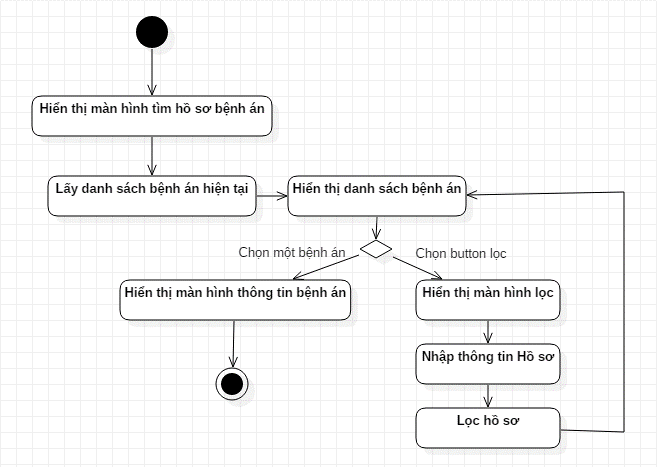 Hiển thị màn hình tìm hồ sơ bệnh án
Lấy danh sách bệnh án hiện tại
Hiển thị danh sách bệnh án
Chọn một bệnh án
Chọn button lọc
Hiển thị màn hình thông tin bệnh án
Hiển thị màn hình lọc
Nhập thông tin Hồ sơ
Lọc hồ sơ